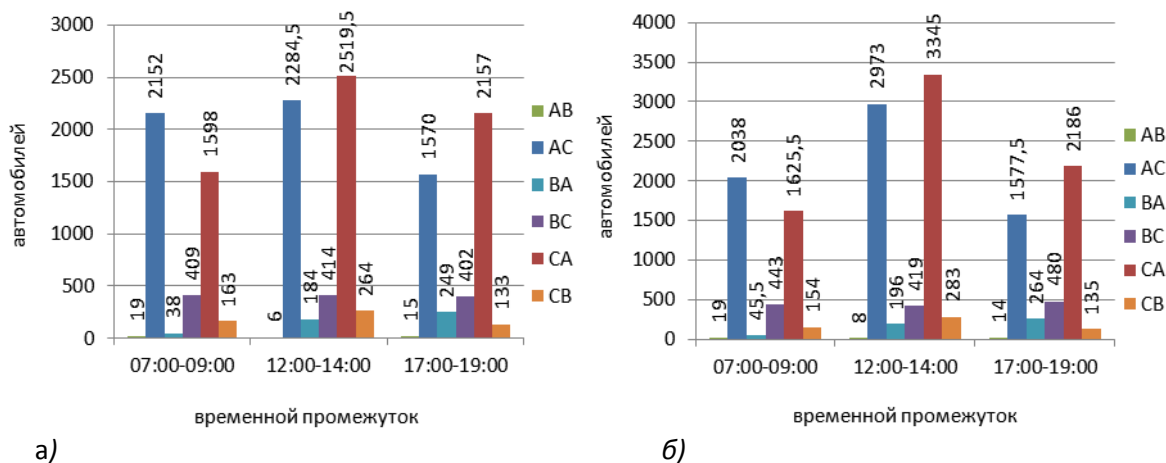 3000
2500
2000
1500
1000
500
0
автомобилей
19
2152
38
409
1598
163
6
2284,5
184
414
2519,5
264
15
1570
249
402
2157
133
07:00-09:00 12:00-14:00 17:00-19:00
временной промежуток
AB
AC
BA
BC
CA
CB
а)
4000
3500
3000
2500
2000
1500
1000
500
0
автомобилей
19
2038
45,5
443
1625,5
154
8
2973
196
419
3345
283
14
1577,5
264
480
2186
135
07:00-09:00 12:00-14:00 17:00-19:00
временной промежуток
AB
AC
BA
BC
CA
CB
б)